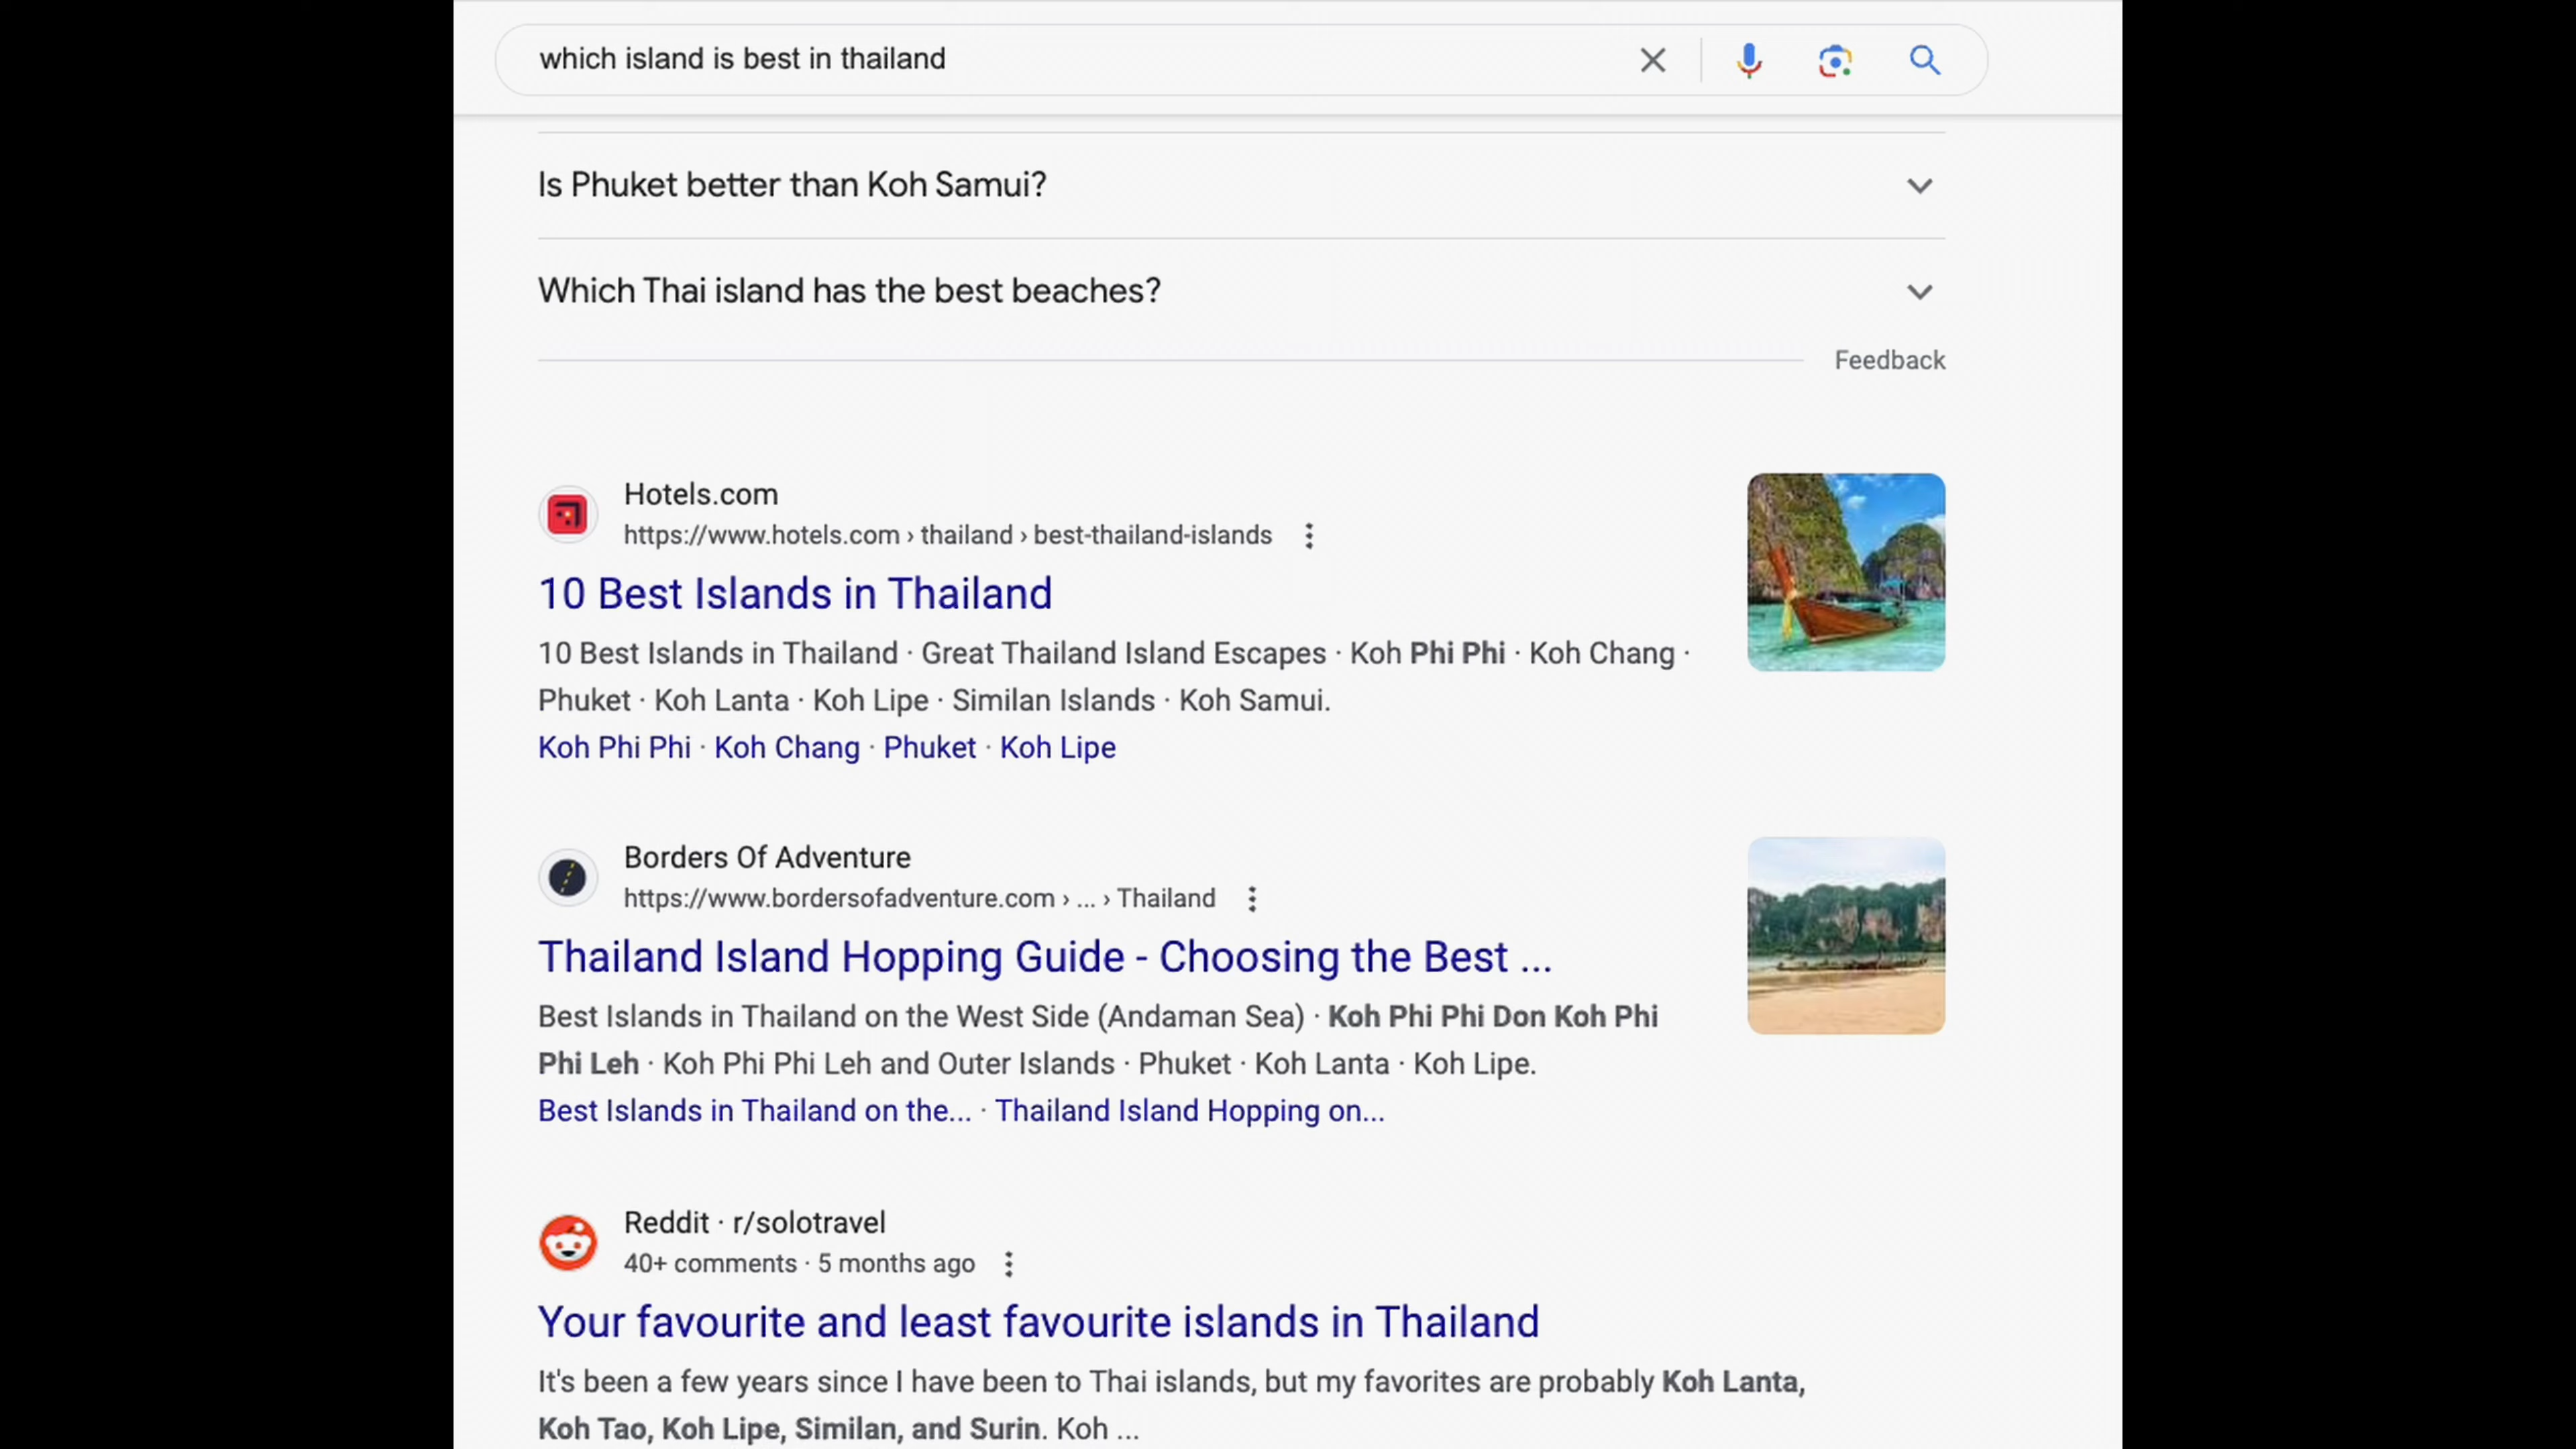 which island is best in thailand
Is Phuket better than Koh Samui?
Which Thai island has the best beaches?
Feedback
Hotels.com
https://www.hotels.com › thailand › best-thailand-islands
10 Best Islands in Thailand
10 Best Islands in Thailand · Great Thailand Island Escapes · Koh Phi Phi · Koh Chang ·
Phuket · Koh Lanta · Koh Lipe · Similan Islands · Koh Samui.
Koh Phi Phi · Koh Chang · Phuket · Koh Lipe
Borders Of Adventure
https://www.bordersofadventure.com › ... › Thailand
Thailand Island Hopping Guide - Choosing the Best ...
Best Islands in Thailand on the West Side (Andaman Sea) · Koh Phi Phi Don Koh Phi
Phi Leh · Koh Phi Phi Leh and Outer Islands · Phuket · Koh Lanta · Koh Lipe.
Best Islands in Thailand on the... · Thailand Island Hopping on...
Reddit · r/solotravel
40+ comments · 5 months ago
Your favourite and least favourite islands in Thailand
It's been a few years since I have been to Thai islands, but my favorites are probably Koh Lanta,
Koh Tao, Koh Lipe, Similan, and Surin. Koh ...